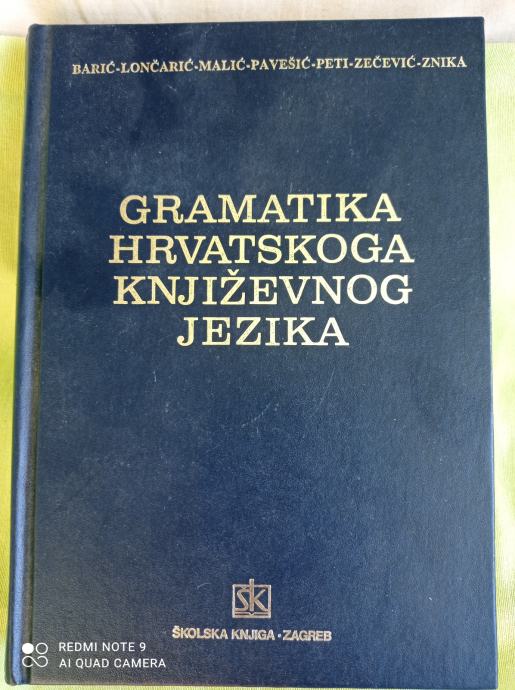 BARIĆ-LONČARIĆ-MALIĆ-PAVEŠIĆ-PETI-ZEČEVIĆ-ZNIKA
GRAMATIKA
HRVATSKOGA
KNJIŽEVNOG
JEZIKA
ŠK
ŠKOLSKA KNJIGA · ZAGREB
REDMI NOTE 9
AI QUAD CAMERA